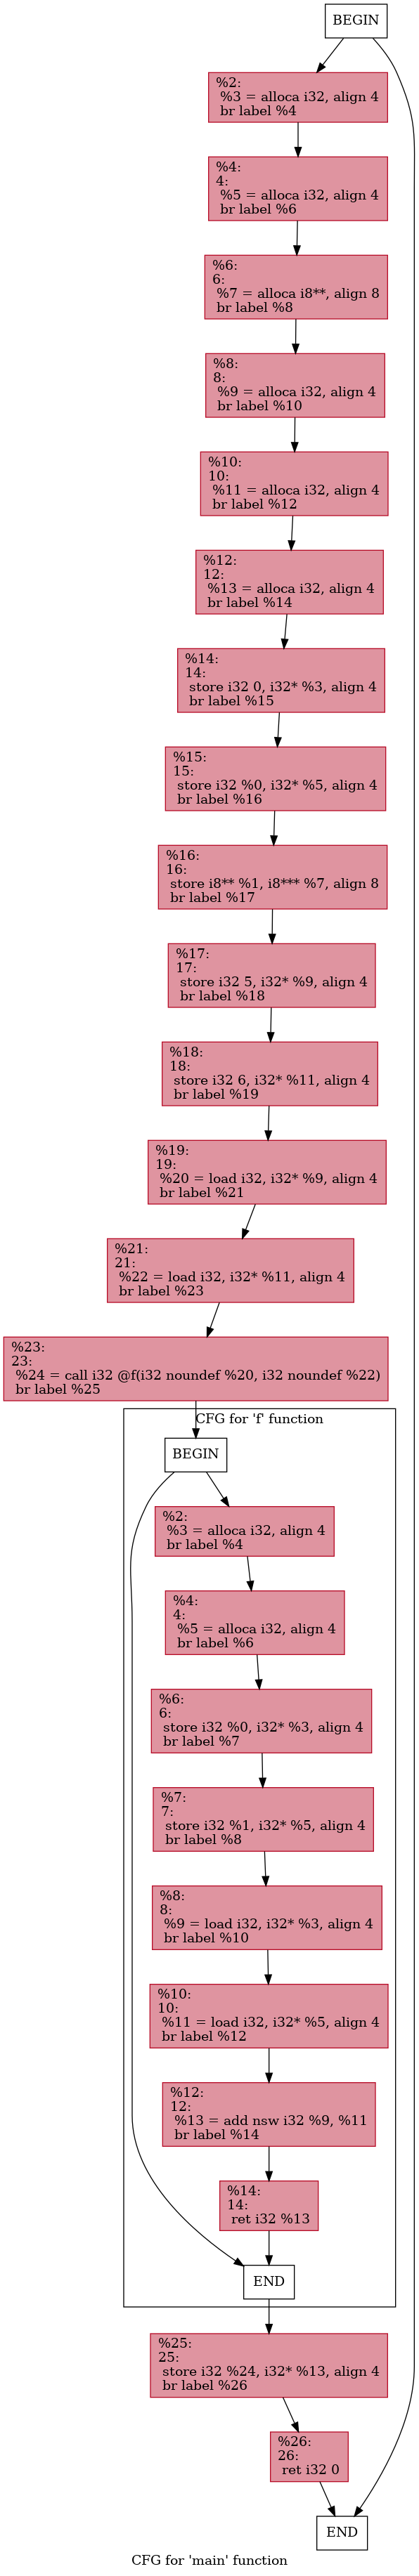 BEGIN
%2:
%3 = alloca i32, align 4
br label %4
%4:
4:
%5 = alloca i32, align 4
br label %6
%6:
6:
%7 = alloca i8**, align 8
br label %8
%8:
8:
%9 = alloca i32, align 4
br label %10
%10:
10:
%11 = alloca i32, align 4
br label %12
%12:
12:
%13 = alloca i32, align 4
br label %14
%14:
14:
store i32 0, i32* %3, align 4
br label %15
%15:
15:
store i32 %0, i32* %5, align 4
br label %16
%16:
16:
store i8** %1, i8*** %7, align 8
br label %17
%17:
17:
store i32 5, i32* %9, align 4
br label %18
%18:
18:
store i32 6, i32* %11, align 4
br label %19
%19:
19:
%20 = load i32, i32* %9, align 4
br label %21
%21:
21:
%22 = load i32, i32* %11, align 4
br label %23
%23:
23:
%24 = call i32 @f(i32 noundef %20, i32 noundef %22)
br label %25
CFG for 'f' function
BEGIN
%2:
%3 = alloca i32, align 4
br label %4
%4:
4:
%5 = alloca i32, align 4
br label %6
%6:
6:
store i32 %0, i32* %3, align 4
br label %7
%7:
7:
store i32 %1, i32* %5, align 4
br label %8
%8:
8:
%9 = load i32, i32* %3, align 4
br label %10
%10:
10:
%11 = load i32, i32* %5, align 4
br label %12
%12:
12:
%13 = add nsw i32 %9, %11
br label %14
%14:
14:
ret i32 %13
END
%25:
25:
store i32 %24, i32* %13, align 4
br label %26
%26:
26:
ret i32 0
END
CFG for 'main' function